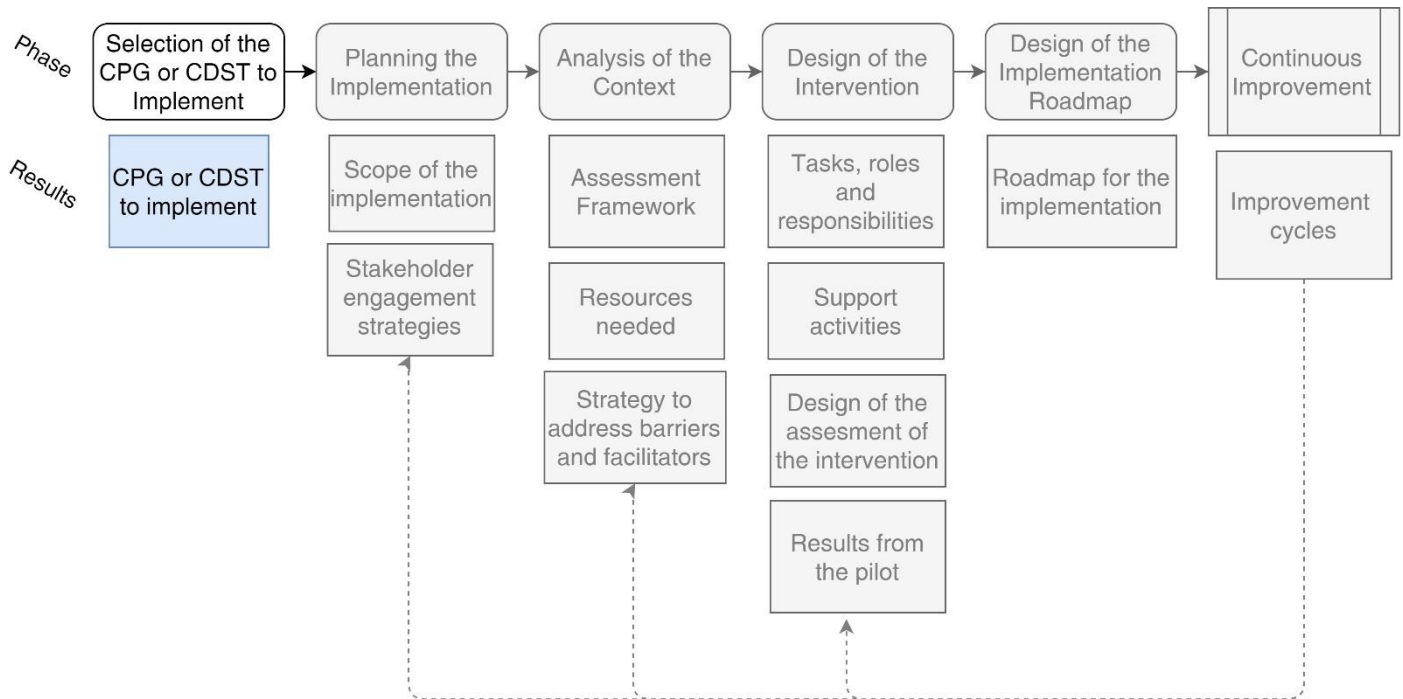 Phase
Selection of the
CPG or CDST to
Implement
Planning the
Implementation
Analysis of the
Context
Design of the
Intervention
Design of the
Implementation
Roadmap
Continuous
Improvement
Results
CPG or CDST
to implement
Scope of the
implementation
Stakeholder
engagement
strategies
Assessment
Framework
Resources
needed
Strategy to
address barriers
and facilitators
Tasks, roles
and
responsibilities
Support
activities
Design of the
assesment of
the intervention
Results from
the pilot
Roadmap for the
implementation
Improvement
cycles